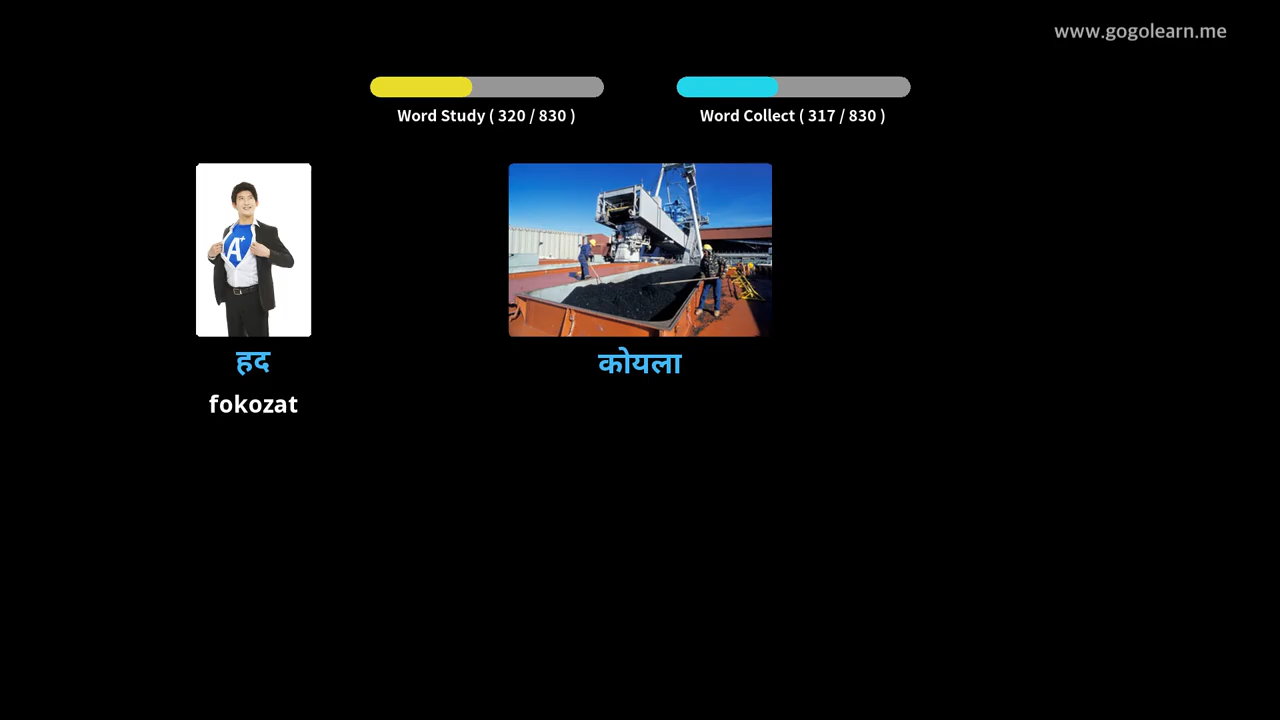 www.gogolearn.me
Word Study ( 320 / 830 )
Word Collect ( 317 / 830 )
A+
हद
कोयला
fokozat